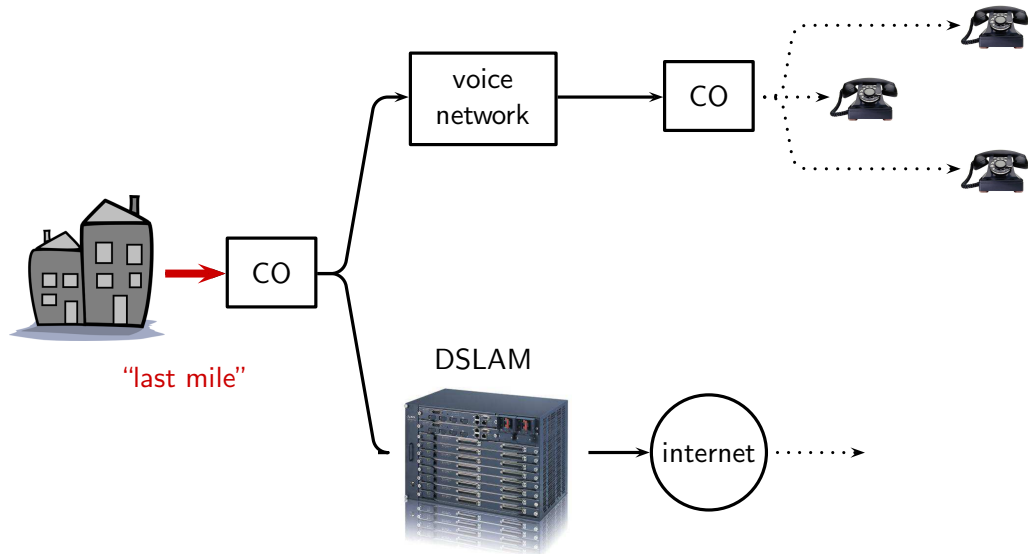 voice
network
CO
CO
"last mile"
DSLAM
internet